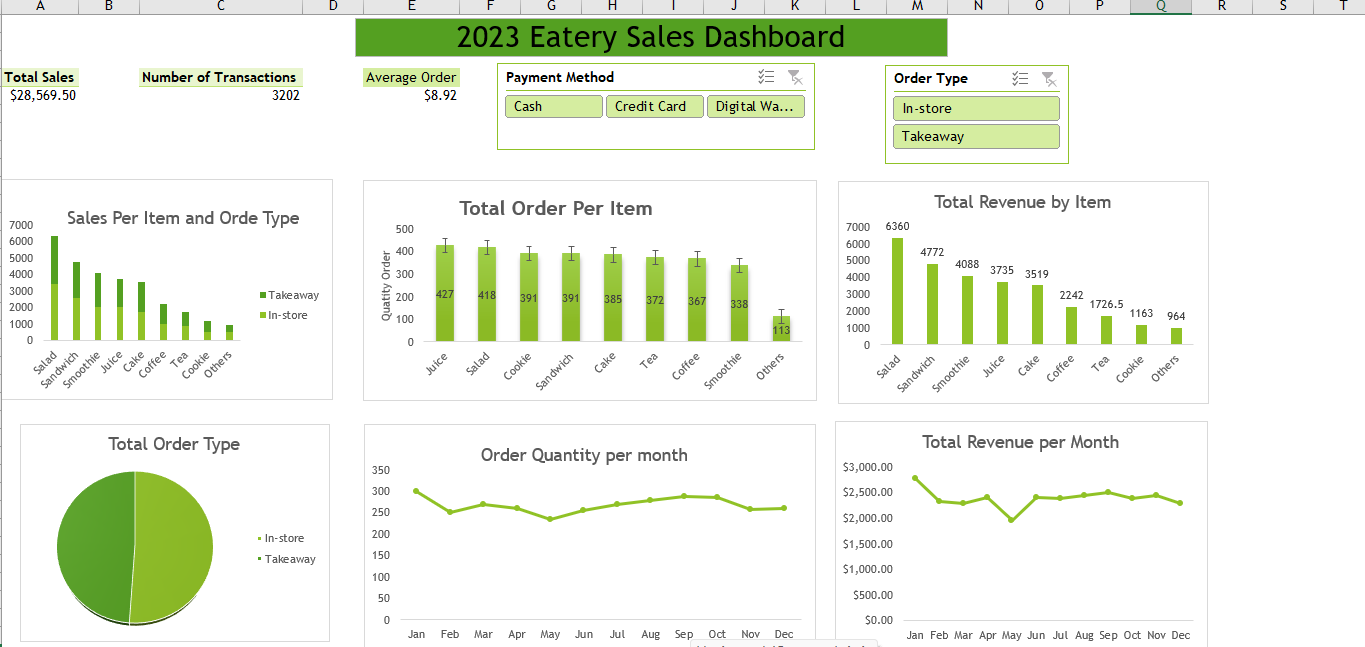 A B C D E F G H I J K L M N O P Q R S T
2023 Eatery Sales Dashboard
Total Sales
$28,569.50
Number of Transactions
3202
Average Order
$8.92
Payment Method
Cash Credit Card Digital Wa...
Order Type
In-store
Takeaway
Sales Per Item and Orde Type
7000
6000
5000
4000
3000
2000
1000
0
Salad Sandwich Smoothie Juice Cake Coffee Tea Cookie Others
Takeaway
In-store
Total Order Per Item
Quatity Order
500
400
300
200
100
0
427 418 391 391 385 372 367 338 113
Juice Salad Cookie Sandwich Cake Tea Coffee Smoothie Others
Total Revenue by Item
7000
6000
5000
4000
3000
2000
1000
0
6360 4772 4088 3735 3519 2242 1726.5 1163 964
Salad Sandwich Smoothie Juice Cake Coffee Tea Cookie Others
Total Order Type
In-store
Takeaway
Order Quantity per month
350
300
250
200
150
100
50
0
Jan Feb Mar Apr May Jun Jul Aug Sep Oct Nov Dec
Total Revenue per Month
$3,000.00
$2,500.00
$2,000.00
$1,500.00
$1,000.00
$500.00
$0.00
Jan Feb Mar Apr May Jun Jul Aug Sep Oct Nov Dec